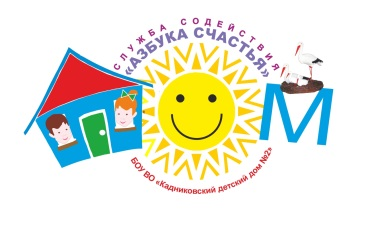 СЛУЖБА СОДЕЙСТВИЯ
«АЗБУКА СЧАСТЬЯ»
М
БОУ ВО «Кадниковский детский дом №2»